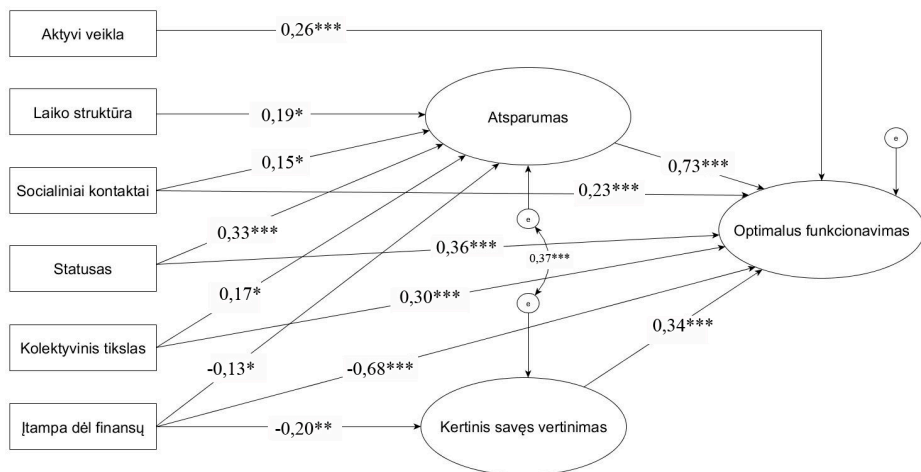 Aktyvi veikla
0,26***
Laiko struktūra
0,19*
Atsparumas
e
Socialiniai kontaktai
0,15*
0,73***
0,23***
e
Optimalus funkcionavimas
Statusas
0,33***
0,36***
0,37***
Kolektyvinis tikslas
0,17*
0,30***
e
-0,13*
-0,68***
0,34***
Įtampa dėl finansų
-0,20**
Kertinis savęs vertinimas